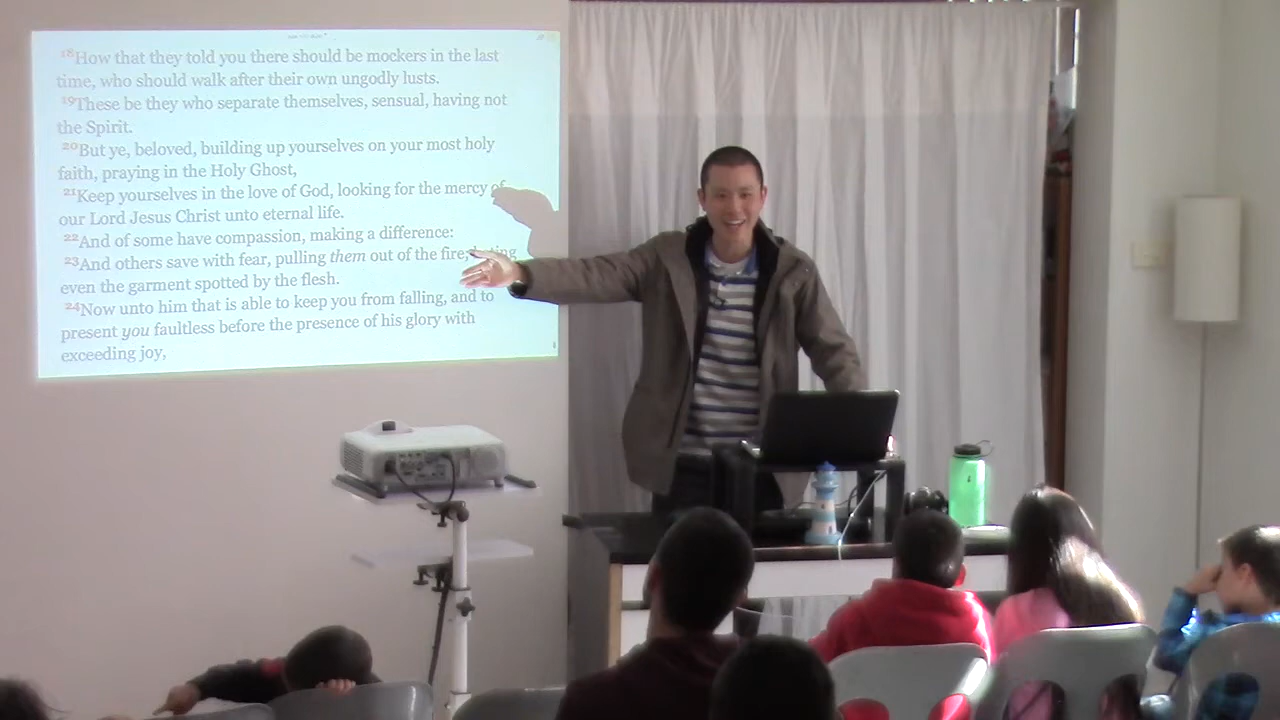 18How that they told you there should be mockers in the last
time, who should walk after their own ungodly lusts.
19These be they who separate themselves, sensual, having not
the Spirit.
20But ye, beloved, building up yourselves on your most holy
faith, praying in the Holy Ghost,
21Keep yourselves in the love of God, looking for the mercy of
our Lord Jesus Christ unto eternal life.
22And of some have compassion, making a difference:
23And others save with fear, pulling them out of the fire;
even the garment spotted by the flesh.
24Now unto him that is able to keep you from falling, and to
present you faultless before the presence of his glory with
exceeding joy,